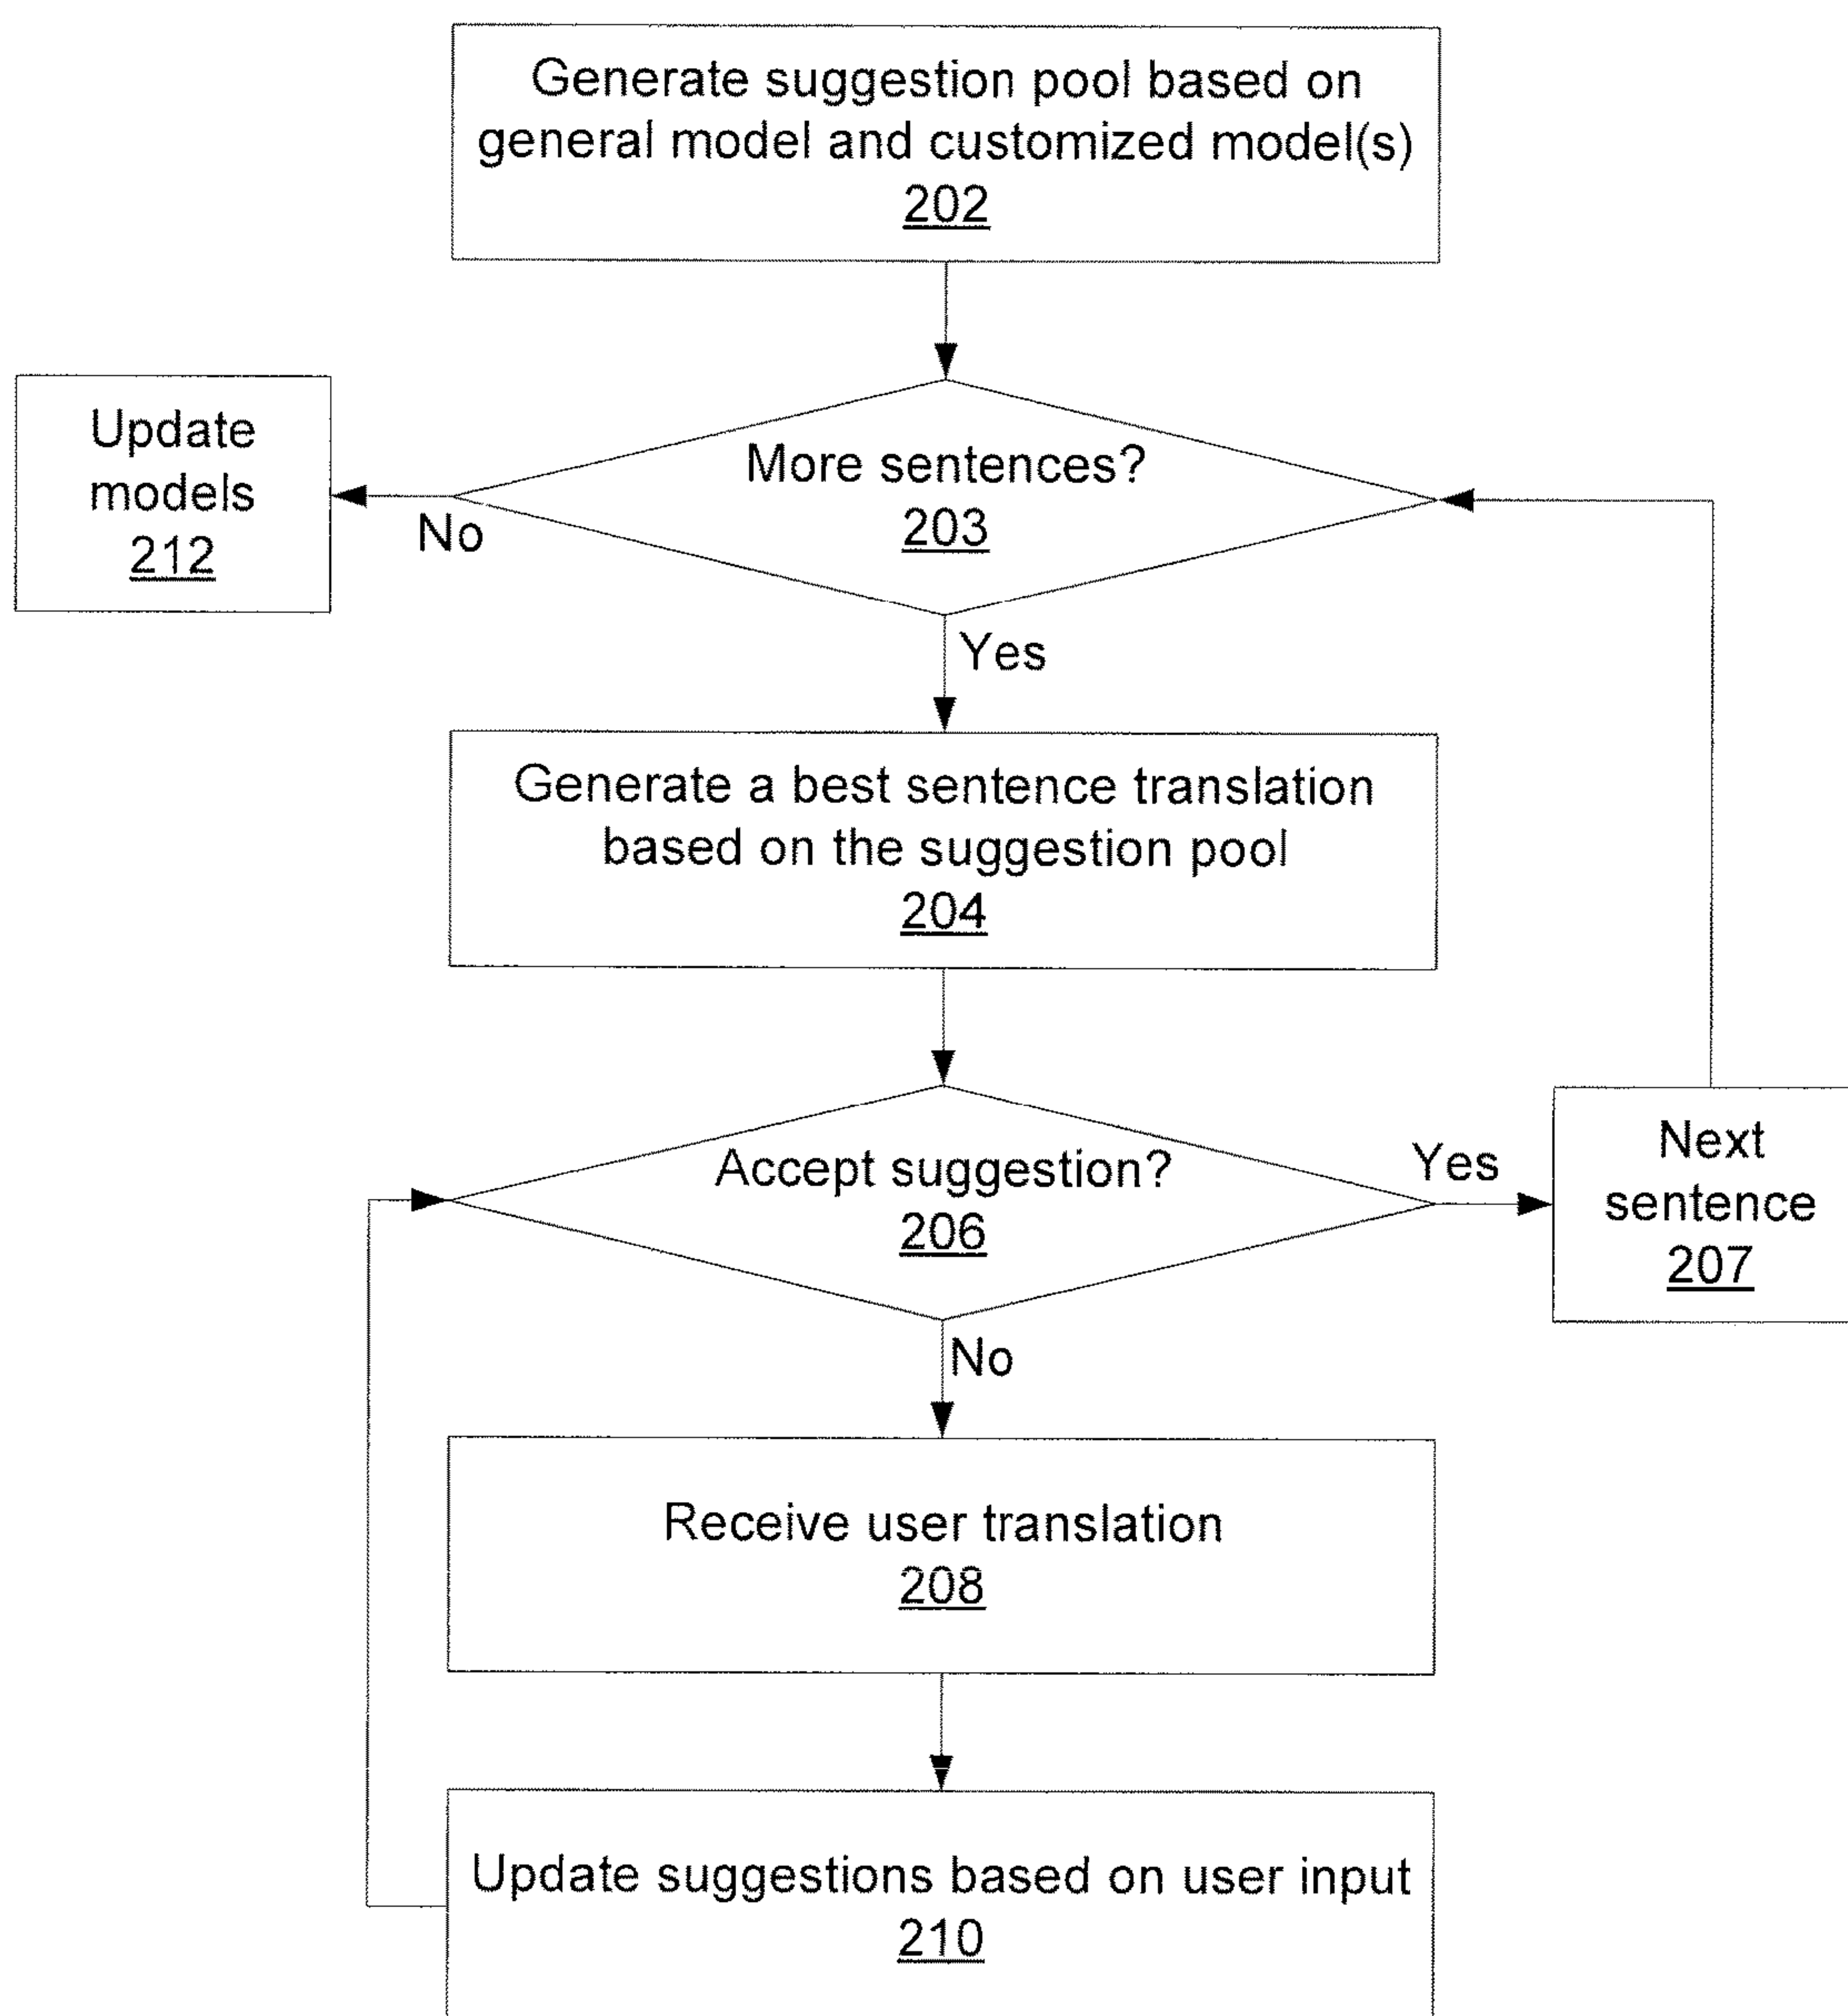 Generate suggestion pool based on
general model and customized model(s)
202
Update
models
212
More sentences?
203
No
Yes
Generate a best sentence translation
based on the suggestion pool
204
Accept suggestion?
206
Yes
Next
sentence
207
No
Receive user translation
208
Update suggestions based on user input
210